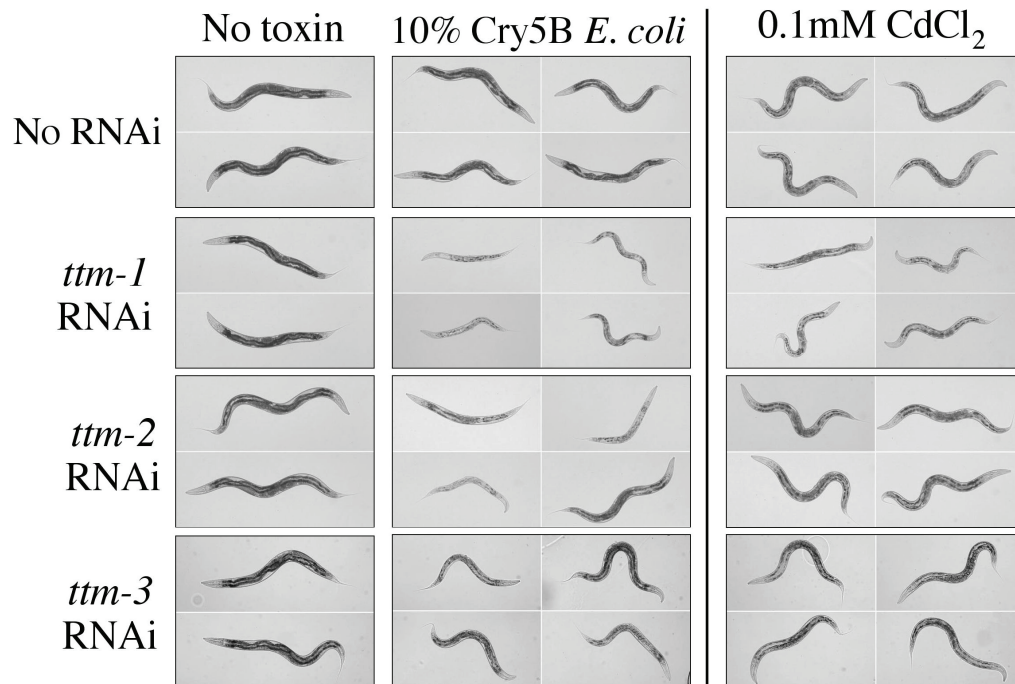 No toxin
10% Cry5B E. coli
0.1mM CdCl₂
No RNAi
ttm-1
RNAi
ttm-2
RNAi
ttm-3
RNAi